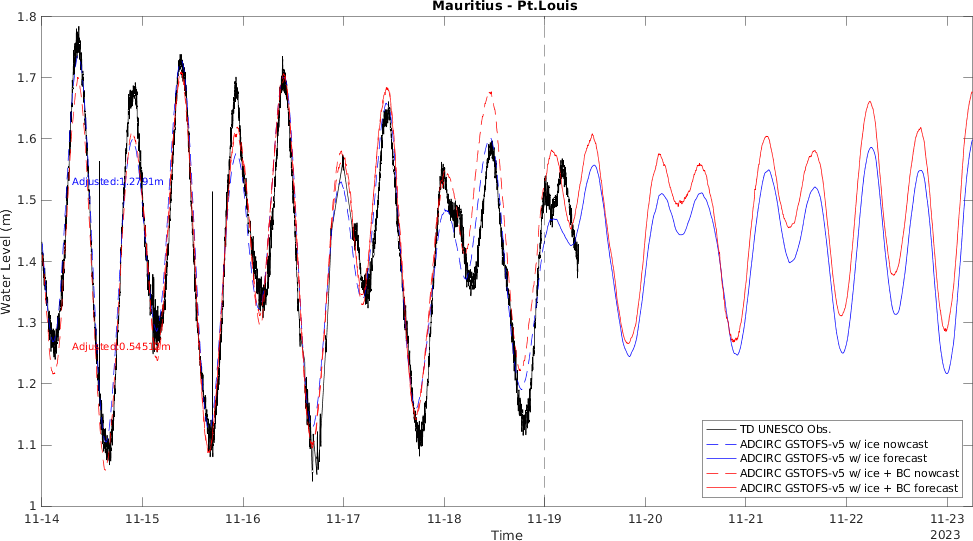 Mauritius - Pt.Louis
Water Level (m)
1.8
1.7
1.6
1.5
1.4
1.3
1.2
1.1
1
Adjusted:1.2791m
TD UNESCO Obs.
ADCIRC GSTOFS-v5 w/ ice nowcast
ADCIRC GSTOFS-v5 w/ ice forecast
ADCIRC GSTOFS-v5 w/ ice + BC nowcast
ADCIRC GSTOFS-v5 w/ ice + BC forecast
11-14 11-15 11-16 11-17 11-18 11-19 11-20 11-21 11-22 11-23
2023
Time